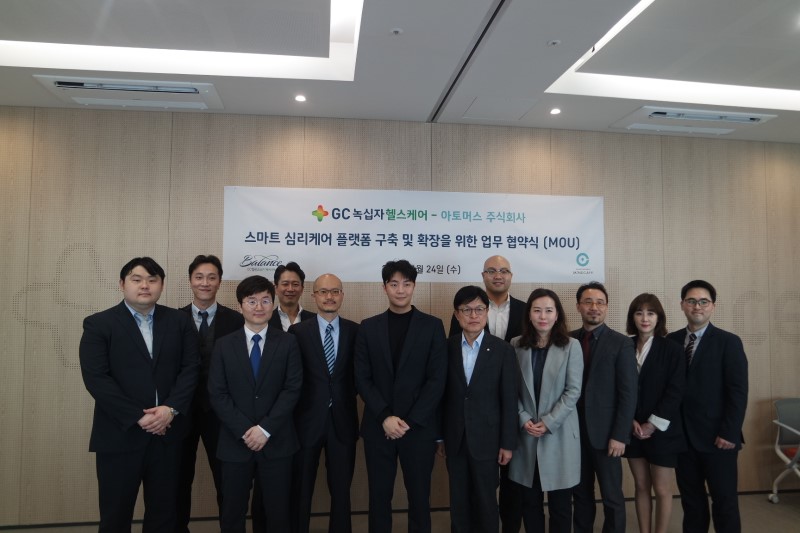 GC 녹십자헬스케어 - 아토머스 주식회사
스마트 심리케어 플랫폼 구축 및 확장을 위한 업무 협약식 (MOU)
Balance
24일 (수)